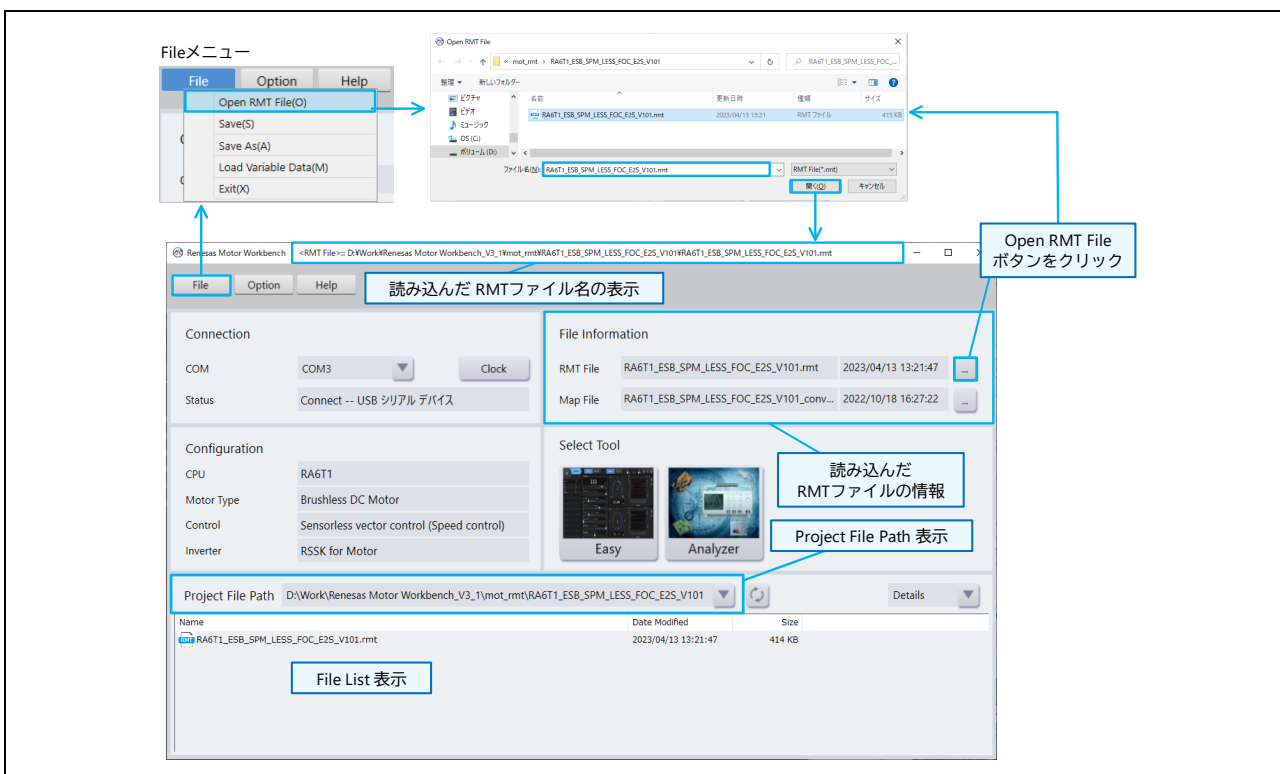 Fileメニュー
File Option Help
Open RMT File(O)
Save(S)
Save As(A)
Load Variable Data(M)
Exit(X)
Open RMT File
« mot_rmt › RA6T1_ESB_SPM_LESS_FOC_E2S_V101
RA6T1_ESB_SPM_LESS_FOC_...
整理 新しいフォルダー
ピクチャ
ビデオ
ミュージック
OS (C:)
ボリューム (D:)
名前 更新日時 種類 サイズ
RA6T1_ESB_SPM_LESS_FOC_E2S_V101.rmt 2023/04/13 13:21 RMT ファイル 415 KB
ファイル名(N): RA6T1_ESB_SPM_LESS_FOC_E2S_V101.rmt RMT File(*.rmt)
開く(O) キャンセル
Open RMT File
ボタンをクリック
Renesas Motor Workbench <RMT File>:: D:¥Work¥Renesas Motor Workbench_V3_1¥mot_rmt¥RA6T1_ESB_SPM_LESS_FOC_E2S_V101¥RA6T1_ESB_SPM_LESS_FOC_E2S_V101.rmt
File Option Help
読み込んだ RMTファイル名の表示
Connection
COM COM3 Clock
Status Connect -- USB シリアル デバイス
File Information
RMT File RA6T1_ESB_SPM_LESS_FOC_E2S_V101.rmt 2023/04/13 13:21:47 ...
Map File RA6T1_ESB_SPM_LESS_FOC_E2S_V101_conv... 2022/10/18 16:27:22 ...
Configuration
CPU RA6T1
Motor Type Brushless DC Motor
Control Sensorless vector control (Speed control)
Inverter RSSK for Motor
Select Tool
Easy Analyzer
読み込んだ
RMTファイルの情報
Project File Path 表示
Project File Path D:\Work\Renesas Motor Workbench_V3_1\mot_rmt\RA6T1_ESB_SPM_LESS_FOC_E2S_V101 Details
Name Date Modified Size
RMT RA6T1_ESB_SPM_LESS_FOC_E2S_V101.rmt 2023/04/13 13:21:47 414 KB
File List 表示